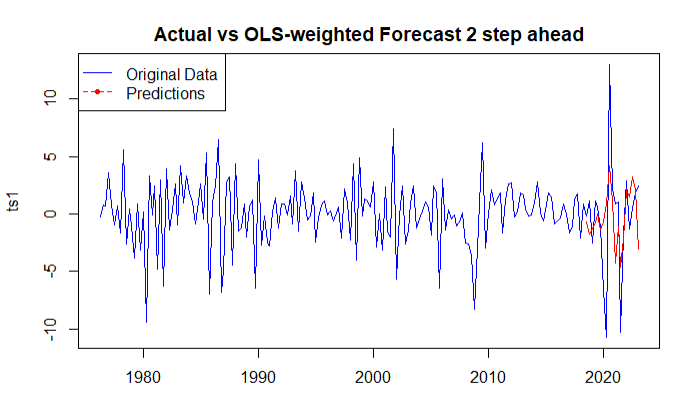 Actual vs OLS-weighted Forecast 2 step ahead
Original Data
Predictions
ts1
10
5
0
-5
-10
1980 1990 2000 2010 2020